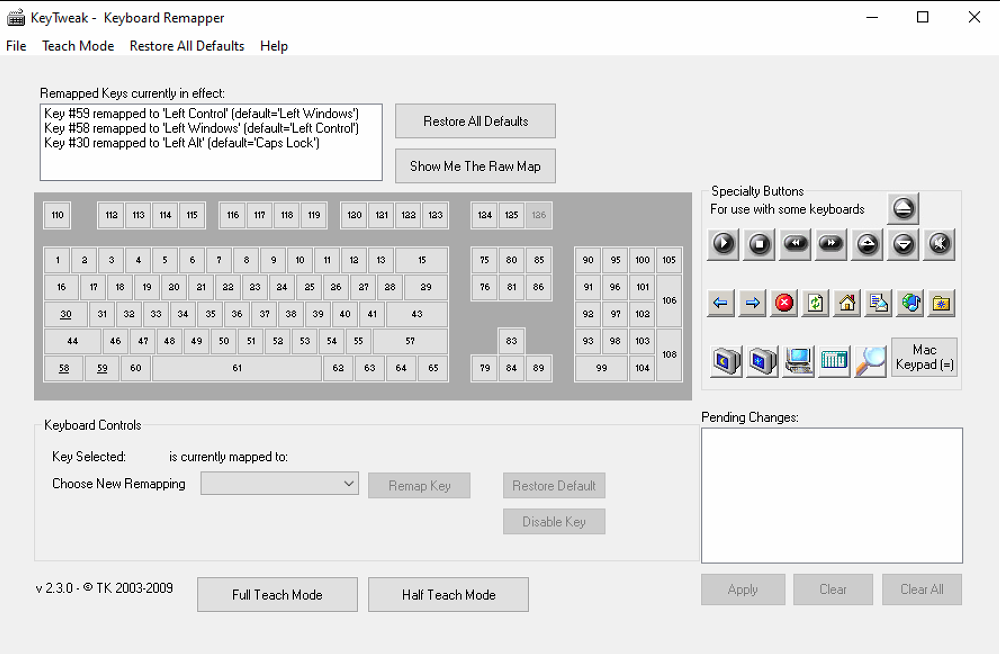 KeyTweak -  Keyboard Remapper
File Teach Mode Restore All Defaults Help
Remapped Keys currently in effect:
Key #59 remapped to 'Left Control' (default='Left Windows')
Key #58 remapped to 'Left Windows' (default='Left Control')
Key #30 remapped to 'Left Alt' (default='Caps Lock')
Restore All Defaults
Show Me The Raw Map
110 112 113 114 115 116 117 118 119 120 121 122 123 124 125 126
1 2 3 4 5 6 7 8 9 10 11 12 13 15 75 80 85 90 95 100 105
16 17 18 19 20 21 22 23 24 25 26 27 28 29 76 81 86 91 96 101
106
30 31 32 33 34 35 36 37 38 39 40 41 43 92 97 102
44 46 47 48 49 50 51 52 53 54 55 57 83 93 98 103
108
58 59 60 61 62 63 64 65 79 84 89 99 104
Specialty Buttons
For use with some keyboards
Mac
Keypad (=)
Keyboard Controls
Key Selected: is currently mapped to:
Choose New Remapping
Remap Key
Restore Default
Disable Key
Pending Changes:
v 2.3.0 - © TK 2003-2009
Full Teach Mode
Half Teach Mode
Apply
Clear
Clear All